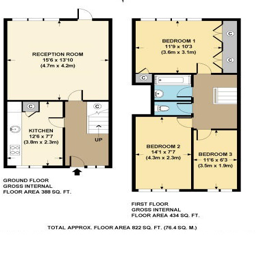 RECEPTION ROOM
15'6 x 13'10
(4.7m x 4.2m)
KITCHEN
12'6 x 7'7
(3.8m x 2.3m)
UP
GROUND FLOOR
GROSS INTERNAL
FLOOR AREA 388 SQ. FT.
BEDROOM 1
11'9 x 10'3
(3.6m x 3.1m)
BEDROOM 2
14'1 x 7'7
(4.3m x 2.3m)
BEDROOM 3
11'6 x 6'3
(3.5m x 1.9m)
FIRST FLOOR
GROSS INTERNAL
FLOOR AREA 434 SQ. FT.
TOTAL APPROX. FLOOR AREA 822 SQ. FT. (76.4 SQ. M.)